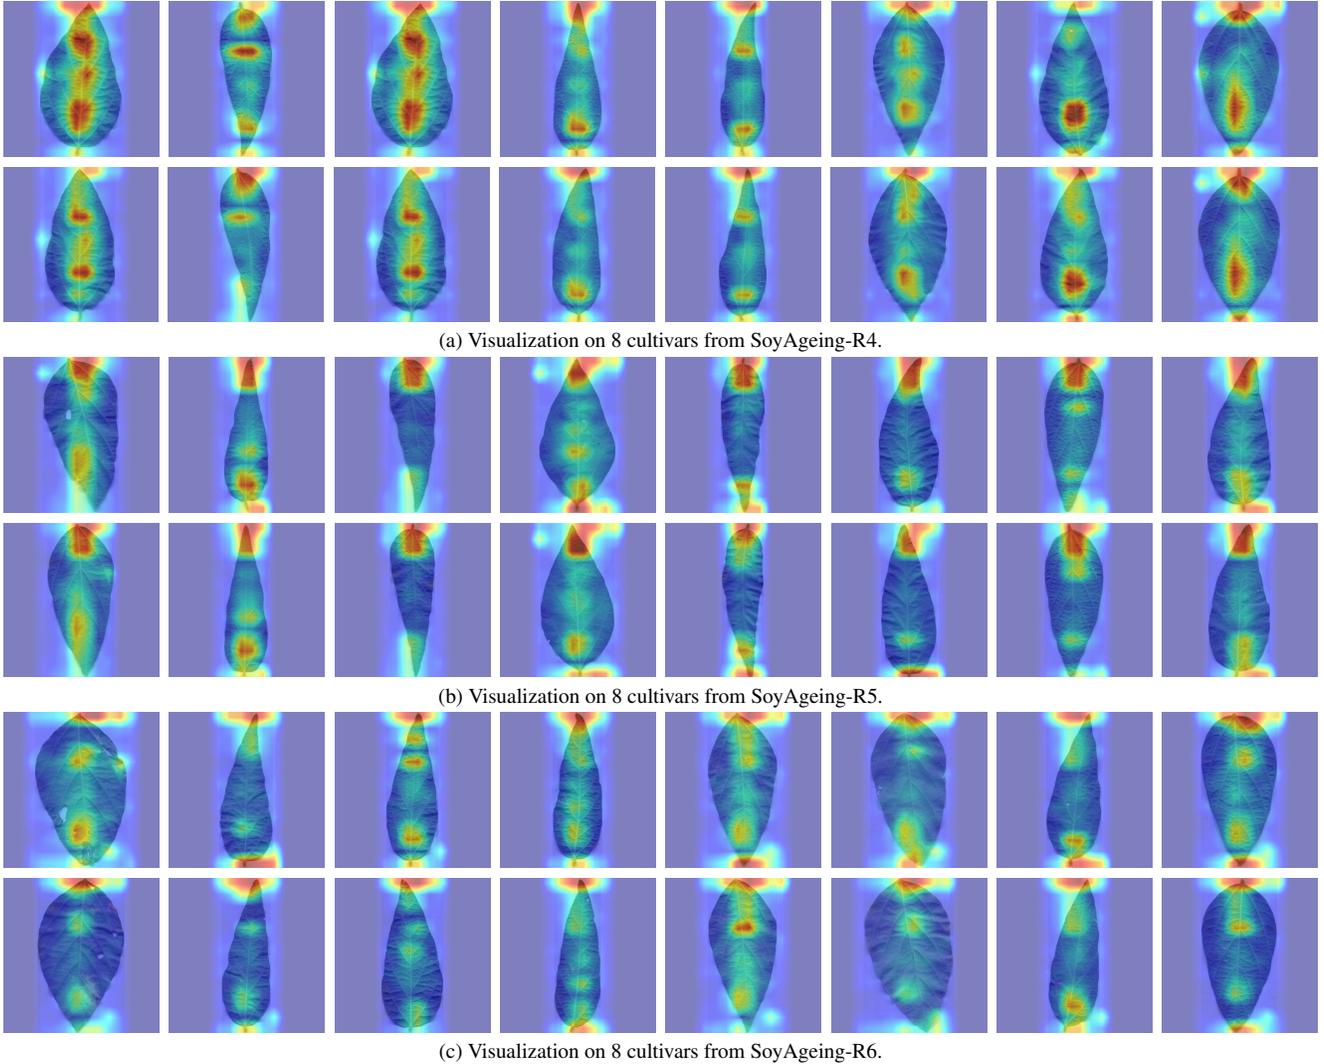 (a) Visualization on 8 cultivars from SoyAgeing-R4.
(b) Visualization on 8 cultivars from SoyAgeing-R5.
(c) Visualization on 8 cultivars from SoyAgeing-R6.